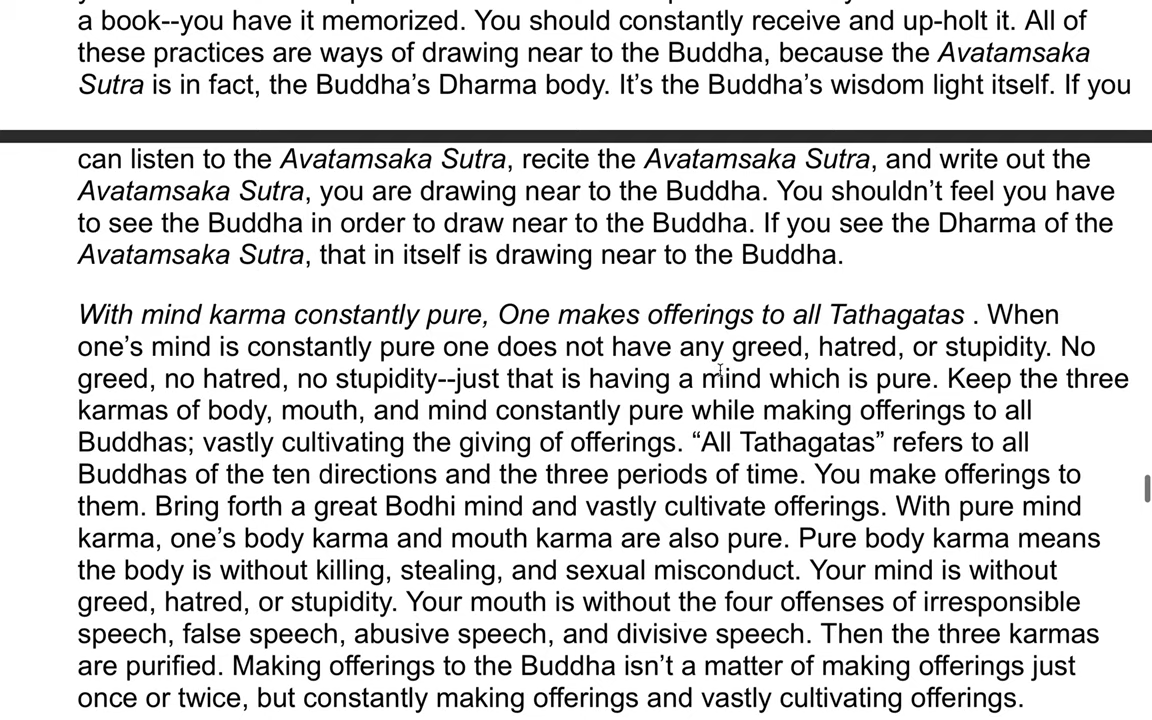 a book--you have it memorized. You should constantly receive and up-holt it. All of
these practices are ways of drawing near to the Buddha, because the Avatamsaka
Sutra is in fact, the Buddha’s Dharma body. It’s the Buddha’s wisdom light itself. If you
can listen to the Avatamsaka Sutra, recite the Avatamsaka Sutra, and write out the
Avatamsaka Sutra, you are drawing near to the Buddha. You shouldn’t feel you have
to see the Buddha in order to draw near to the Buddha. If you see the Dharma of the
Avatamsaka Sutra, that in itself is drawing near to the Buddha.
With mind karma constantly pure, One makes offerings to all Tathagatas . When
one’s mind is constantly pure one does not have any greed, hatred, or stupidity. No
greed, no hatred, no stupidity--just that is having a mind which is pure. Keep the three
karmas of body, mouth, and mind constantly pure while making offerings to all
Buddhas; vastly cultivating the giving of offerings. “All Tathagatas” refers to all
Buddhas of the ten directions and the three periods of time. You make offerings to
them. Bring forth a great Bodhi mind and vastly cultivate offerings. With pure mind
karma, one’s body karma and mouth karma are also pure. Pure body karma means
the body is without killing, stealing, and sexual misconduct. Your mind is without
greed, hatred, or stupidity. Your mouth is without the four offenses of irresponsible
speech, false speech, abusive speech, and divisive speech. Then the three karmas
are purified. Making offerings to the Buddha isn’t a matter of making offerings just
once or twice, but constantly making offerings and vastly cultivating offerings.